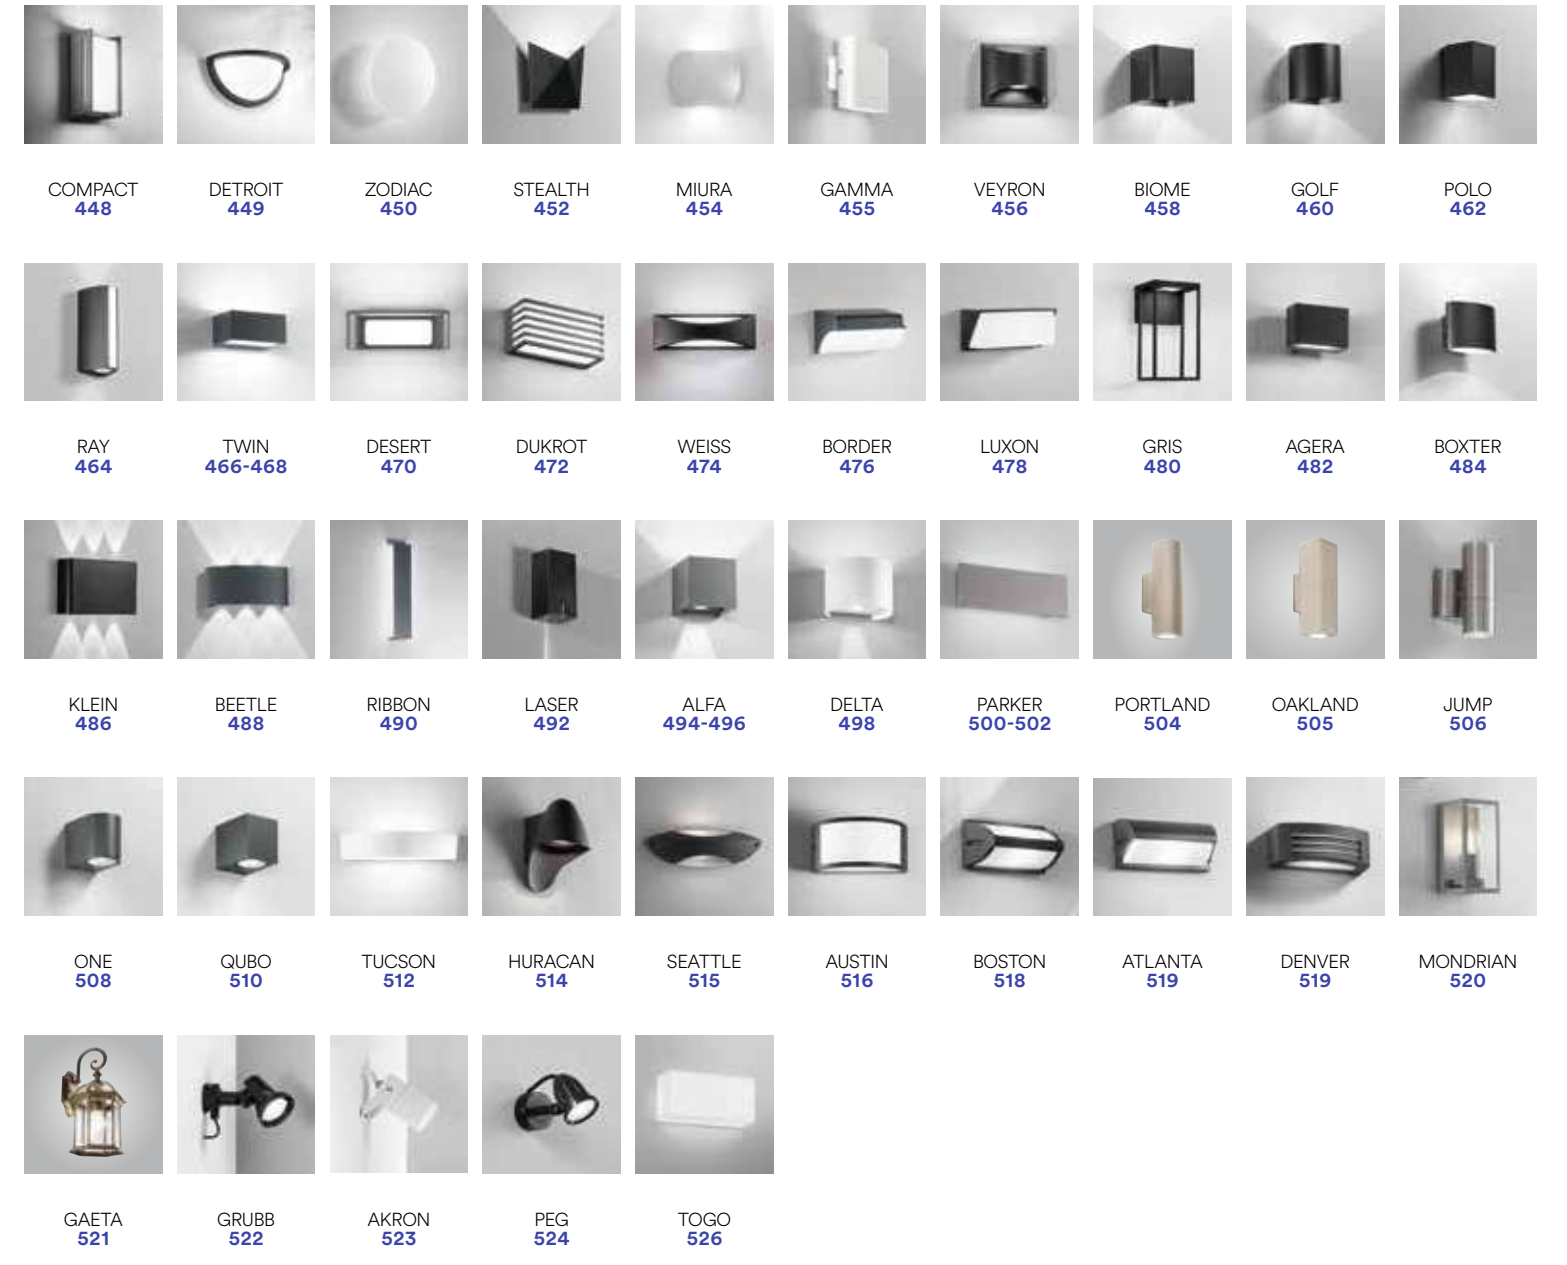 COMPACT DETROIT ZODIAC STEALTH MIURA GAMMA VEYRON BIOME GOLF POLO
448 449 450 452 454 455 456 458 460 462
RAY TWIN DESERT DUKROT WEISS BORDER LUXON GRIS AGERA BOXTER
464 466-468 470 472 474 476 478 480 482 484
KLEIN BEETLE RIBBON LASER ALFA DELTA PARKER PORTLAND OAKLAND JUMP
486 488 490 492 494-496 498 500-502 504 505 506
ONE QUBO TUCSON HURACAN SEATTLE AUSTIN BOSTON ATLANTA DENVER MONDRIAN
508 510 512 514 515 516 518 519 519 520
GAETA GRUBB AKRON PEG TOGO
521 522 523 524 526